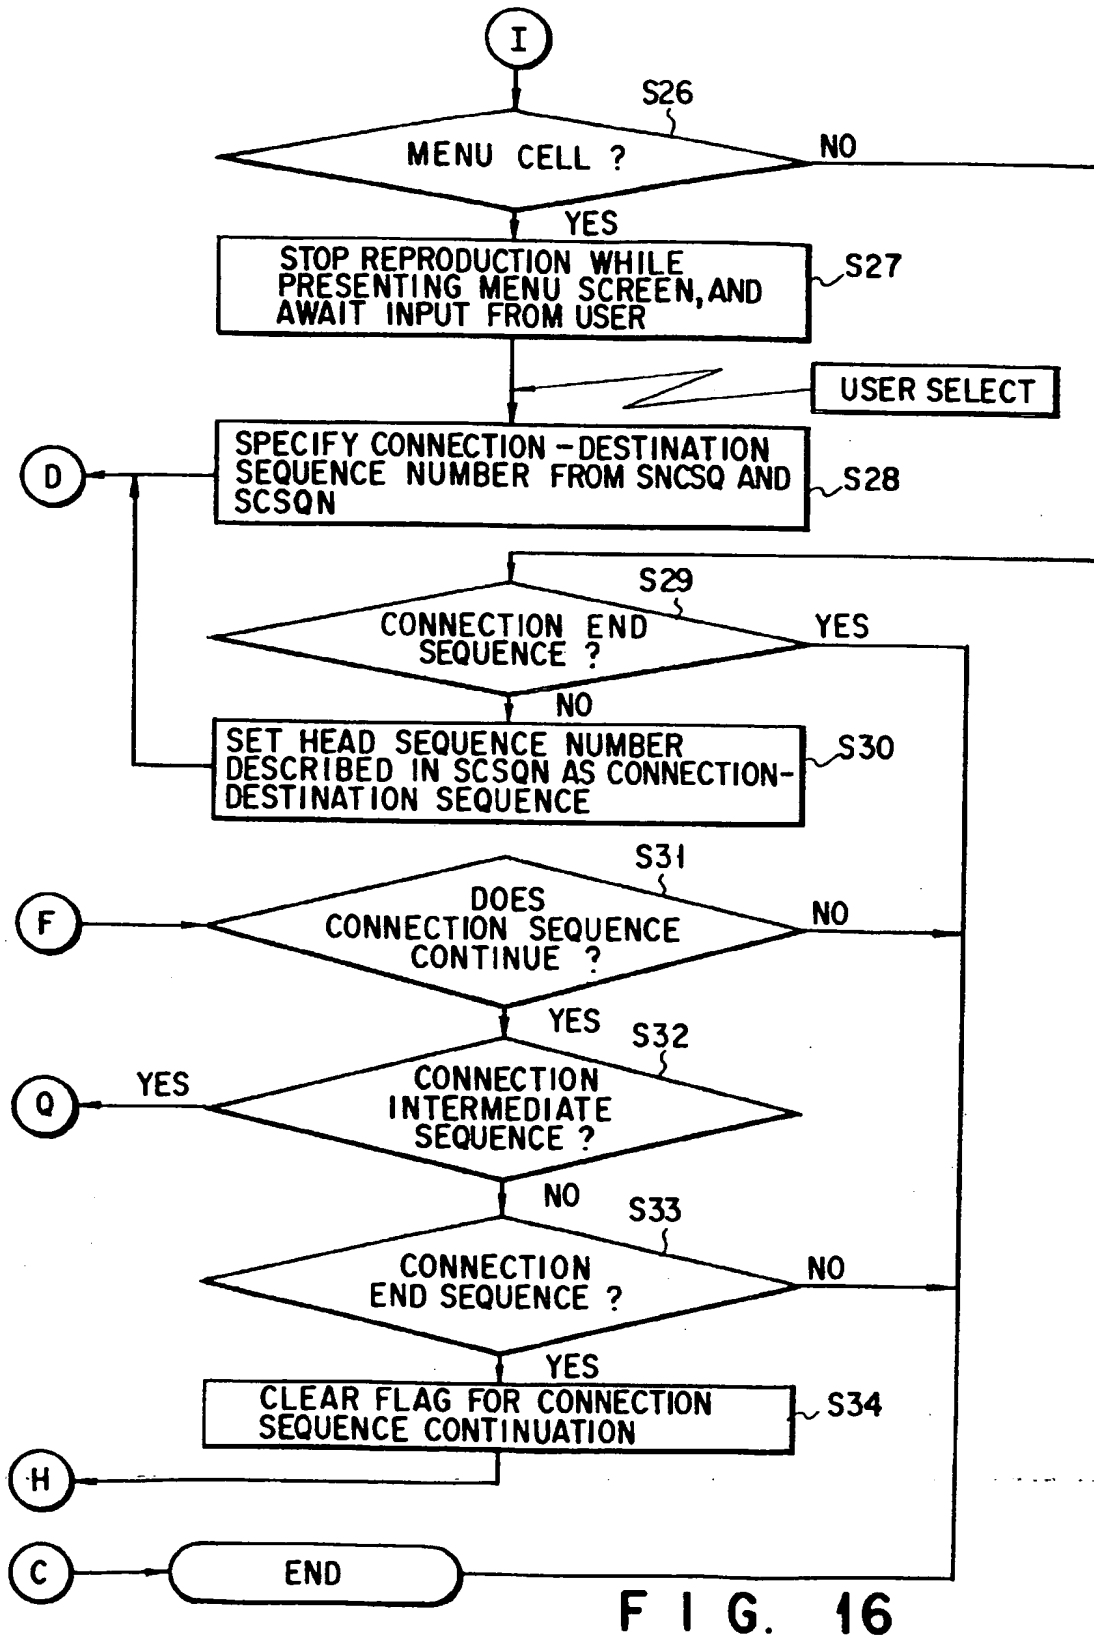 I
S26
MENU CELL ?
NO
YES
STOP REPRODUCTION WHILE
PRESENTING MENU SCREEN, AND
AWAIT INPUT FROM USER
S27
USER SELECT
SPECIFY CONNECTION-DESTINATION
SEQUENCE NUMBER FROM SNCSQ AND
SCSQN
S28
D
S29
CONNECTION END
SEQUENCE ?
YES
NO
SET HEAD SEQUENCE NUMBER
DESCRIBED IN SCSQN AS CONNECTION-
DESTINATION SEQUENCE
S30
S31
F
DOES
CONNECTION SEQUENCE
CONTINUE ?
NO
YES
S32
YES
Q
CONNECTION
INTERMEDIATE
SEQUENCE ?
NO
S33
CONNECTION
END SEQUENCE ?
NO
YES
CLEAR FLAG FOR CONNECTION
SEQUENCE CONTINUATION
S34
H
C
END
FIG. 16